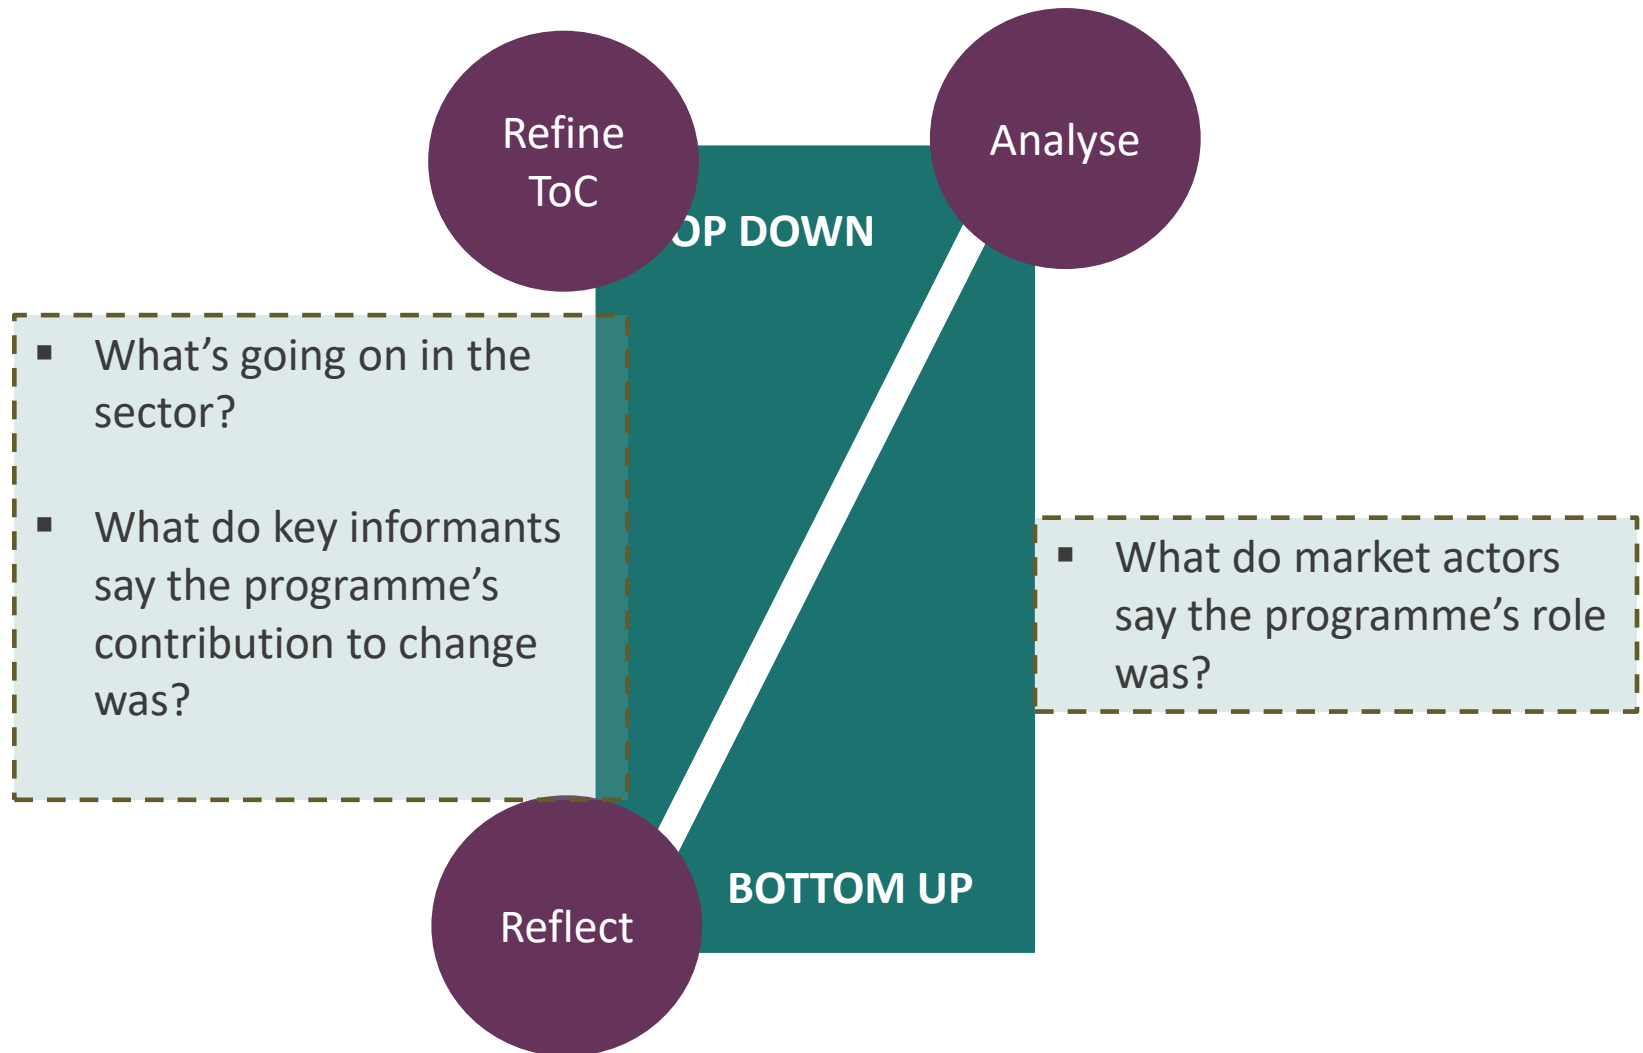 Refine
ToC
Analyse
OP DOWN
▪ What’s going on in the
sector?
▪ What do key informants
say the programme’s
contribution to change
was?
▪ What do market actors
say the programme’s role
was?
BOTTOM UP
Reflect